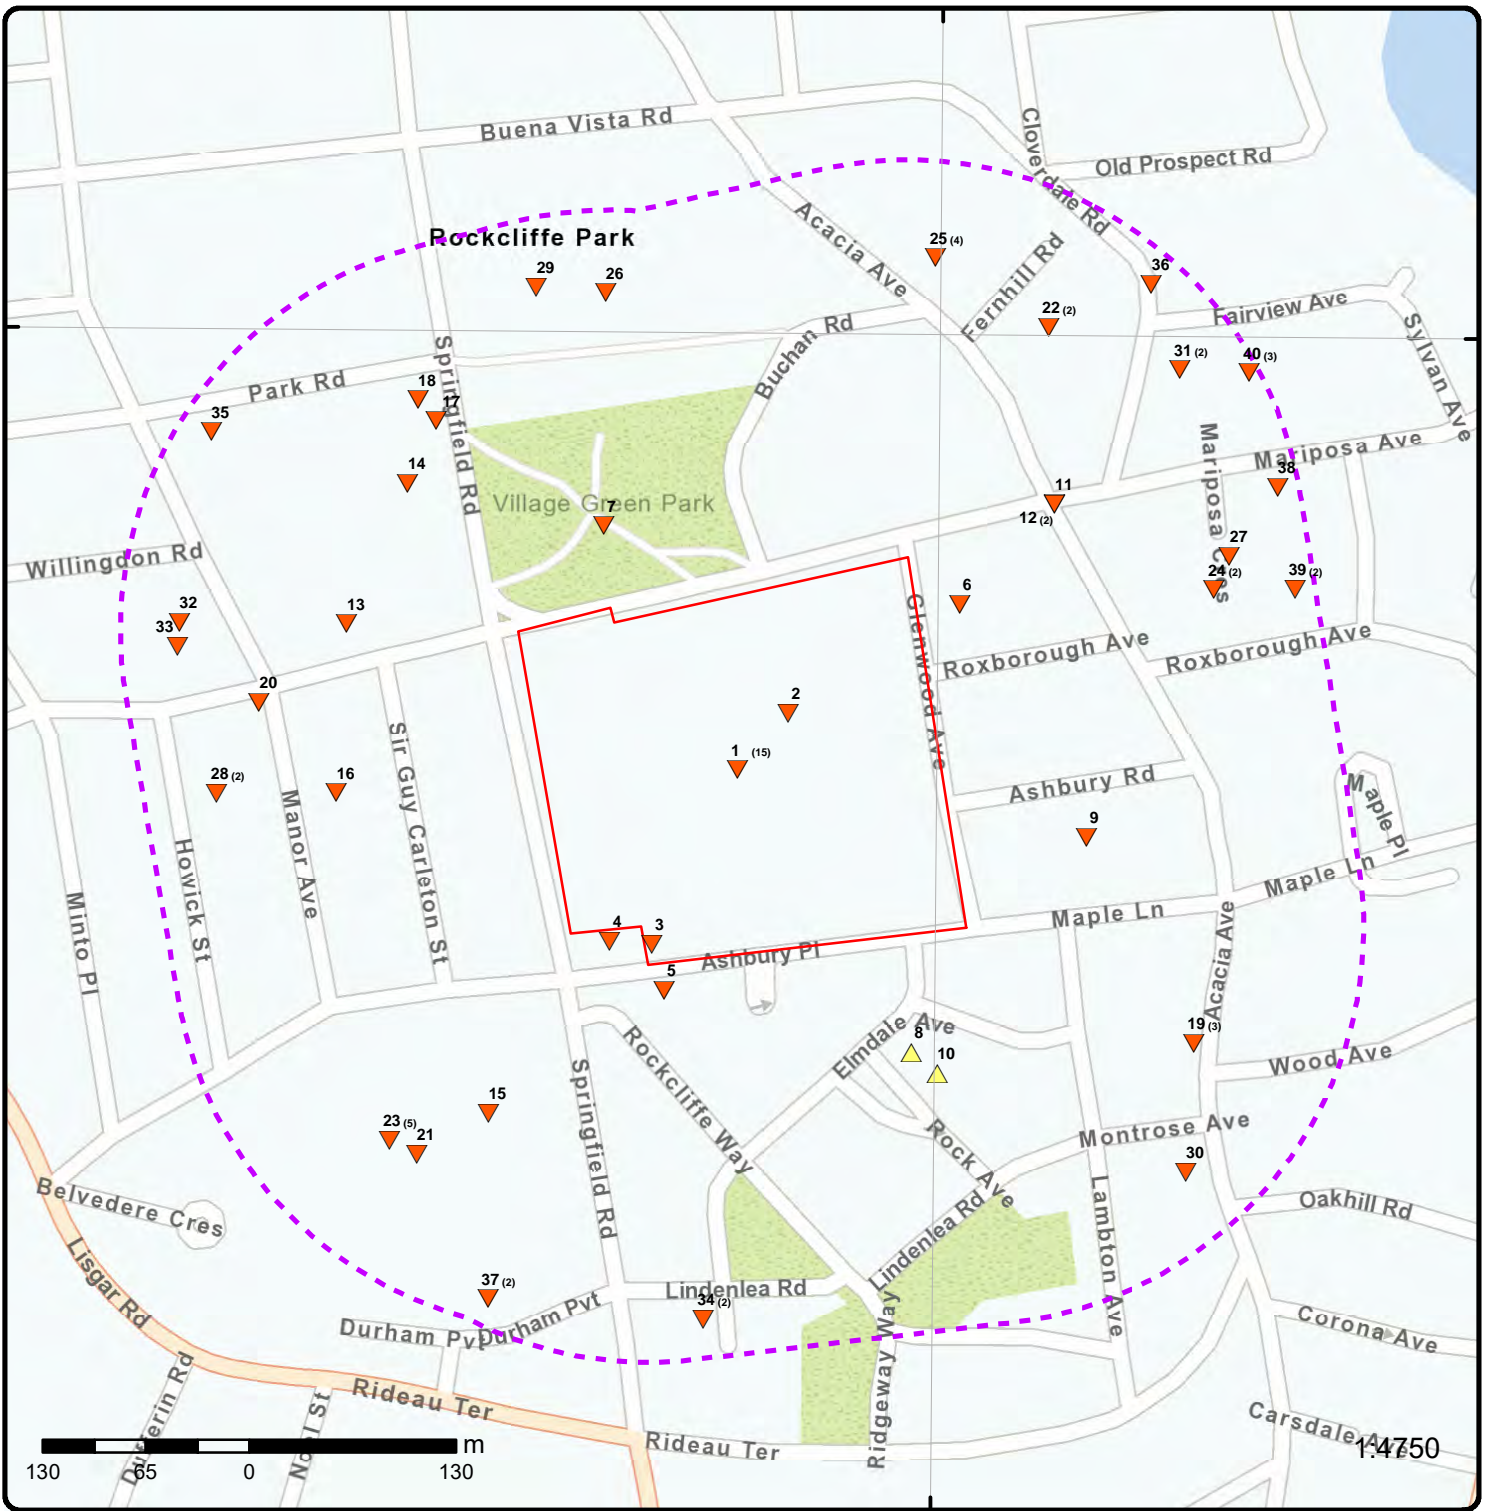 Buena Vista Rd
Cloverdale Rd
Old Prospect Rd
Rockcliffe Park
Acacia Ave
25 (4)
Fernhill Rd
29
26
36
22 (2)
Fairview Ave
Buchan Rd
Springfield Rd
31 (2)
40 (3)
Sylvan Ave
Park Rd
18
17
35
Mariposa Ave
Mariposa Cres
14
38
Village Green Park
7
11
12 (2)
Willingdon Rd
27
24 (2)
39 (2)
32
13
33
6
Glenwood Ave
Roxborough Ave
Roxborough Ave
20
2
1 (15)
Sir Guy Carleton St
28 (2)
16
Manor Ave
Ashbury Rd
Maple Pl
9
Howick St
Minto Pl
Maple Ln
Maple Ln
4
3
Ashbury Pl
5
Acacia Ave
Elmdale Ave
8
10
19 (3)
Wood Ave
Rockcliffe Way
Springfield Rd
15
23 (5)
21
Rock Ave
Montrose Ave
30
Belvedere Cres
Lambton Ave
Oakhill Rd
Lisgar Rd
Lindenlea Rd
37 (2)
Lindenlea Rd
34 (2)
Durham Pvt
Durham Pvt
Ridgeway Way
Corona Ave
Dufferin Rd
Noel St
Rideau Ter
Rideau Ter
Carsdale Ave
1:4750
m
130 65 0 130